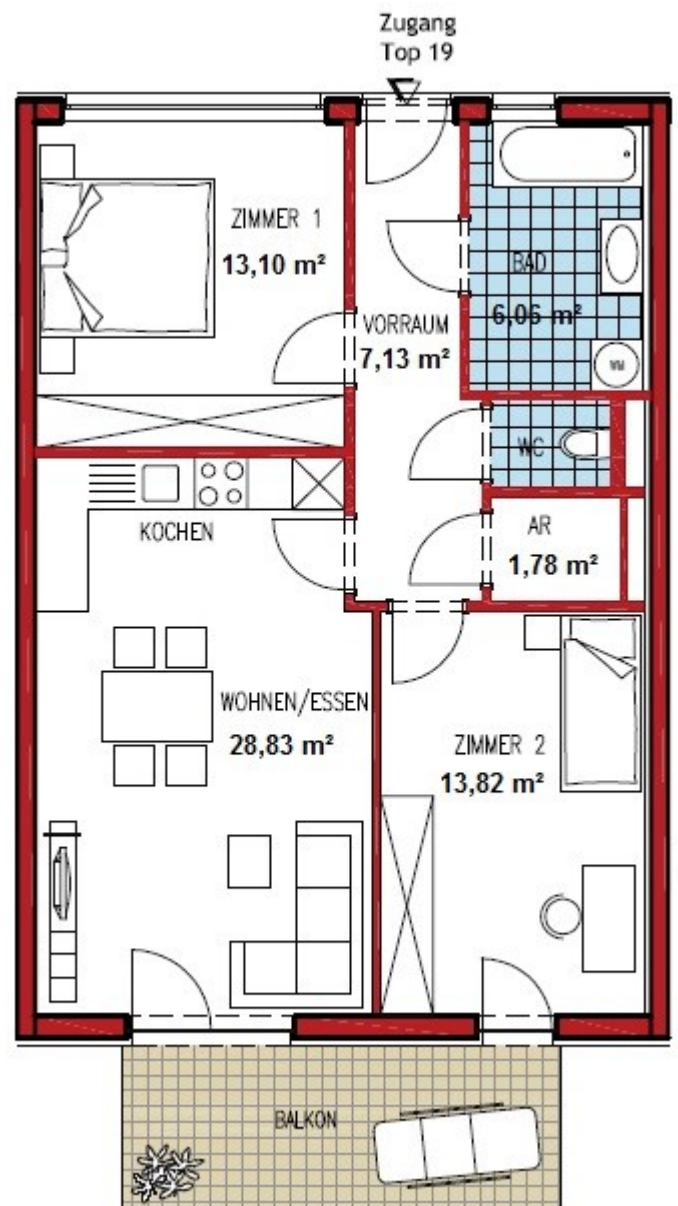 Zugang
Top 19
ZIMMER 1
13,10 m²
BAD
6,06 m²
VORRAUM
7,13 m²
WM
WC
KOCHEN
AR
1,78 m²
WOHNEN/ESSEN
28,83 m²
ZIMMER 2
13,82 m²
BALKON